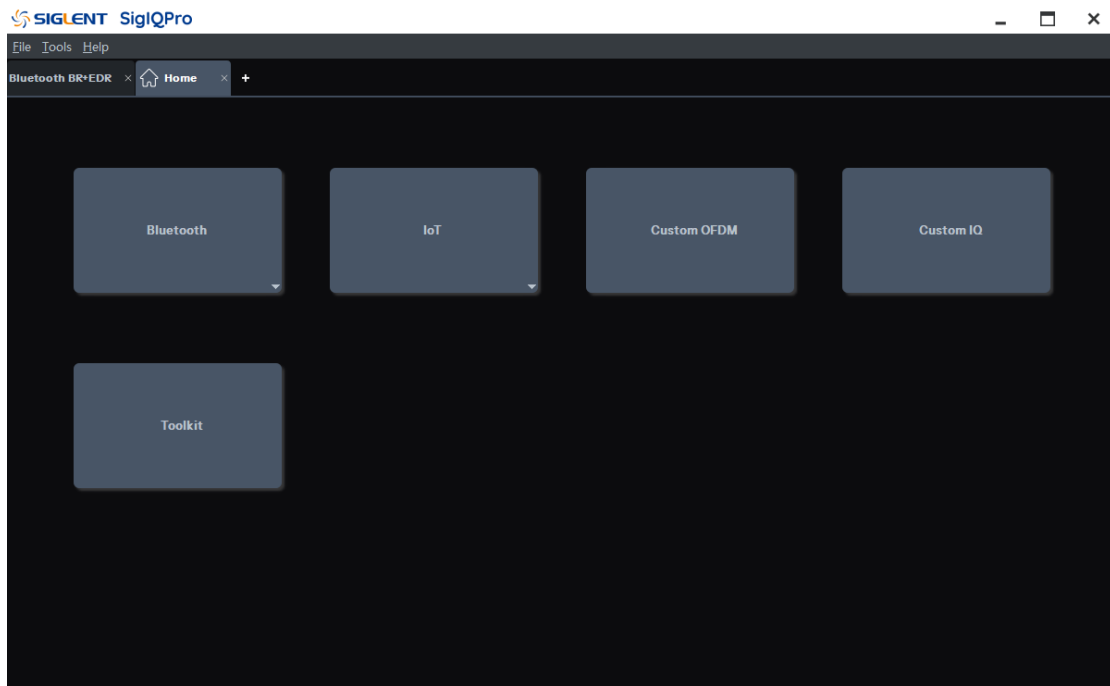 SIGLENT SigIQPro
File Tools Help
Bluetooth BR+EDR Home +
Bluetooth
IoT
Custom OFDM
Custom IQ
Toolkit